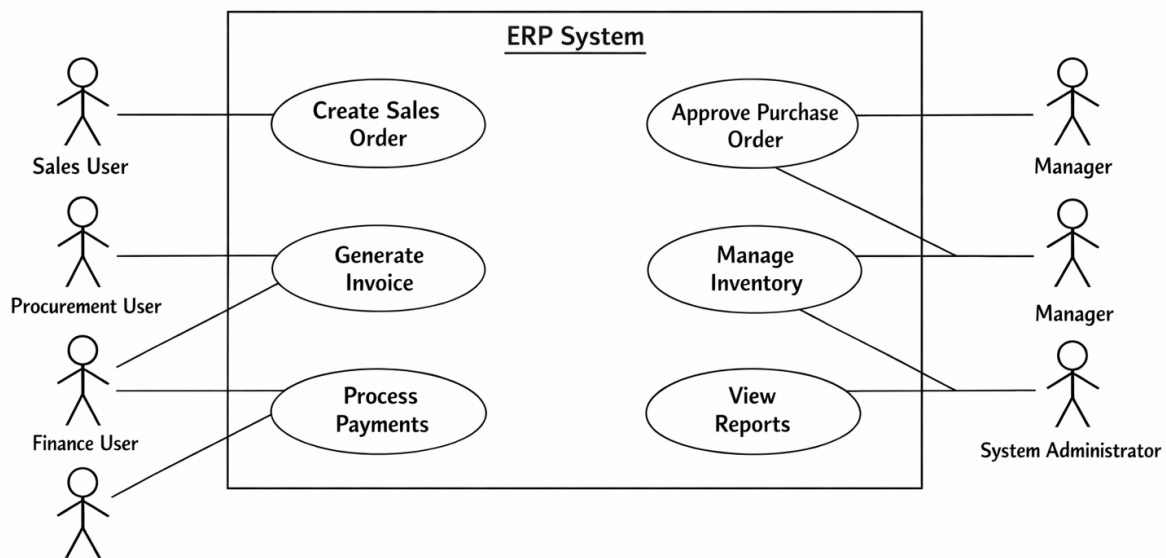 ERP System
Create Sales
Order
Approve Purchase
Order
Sales User
Manager
Generate
Invoice
Manage
Inventory
Procurement User
Manager
Process
Payments
View
Reports
Finance User
System Administrator